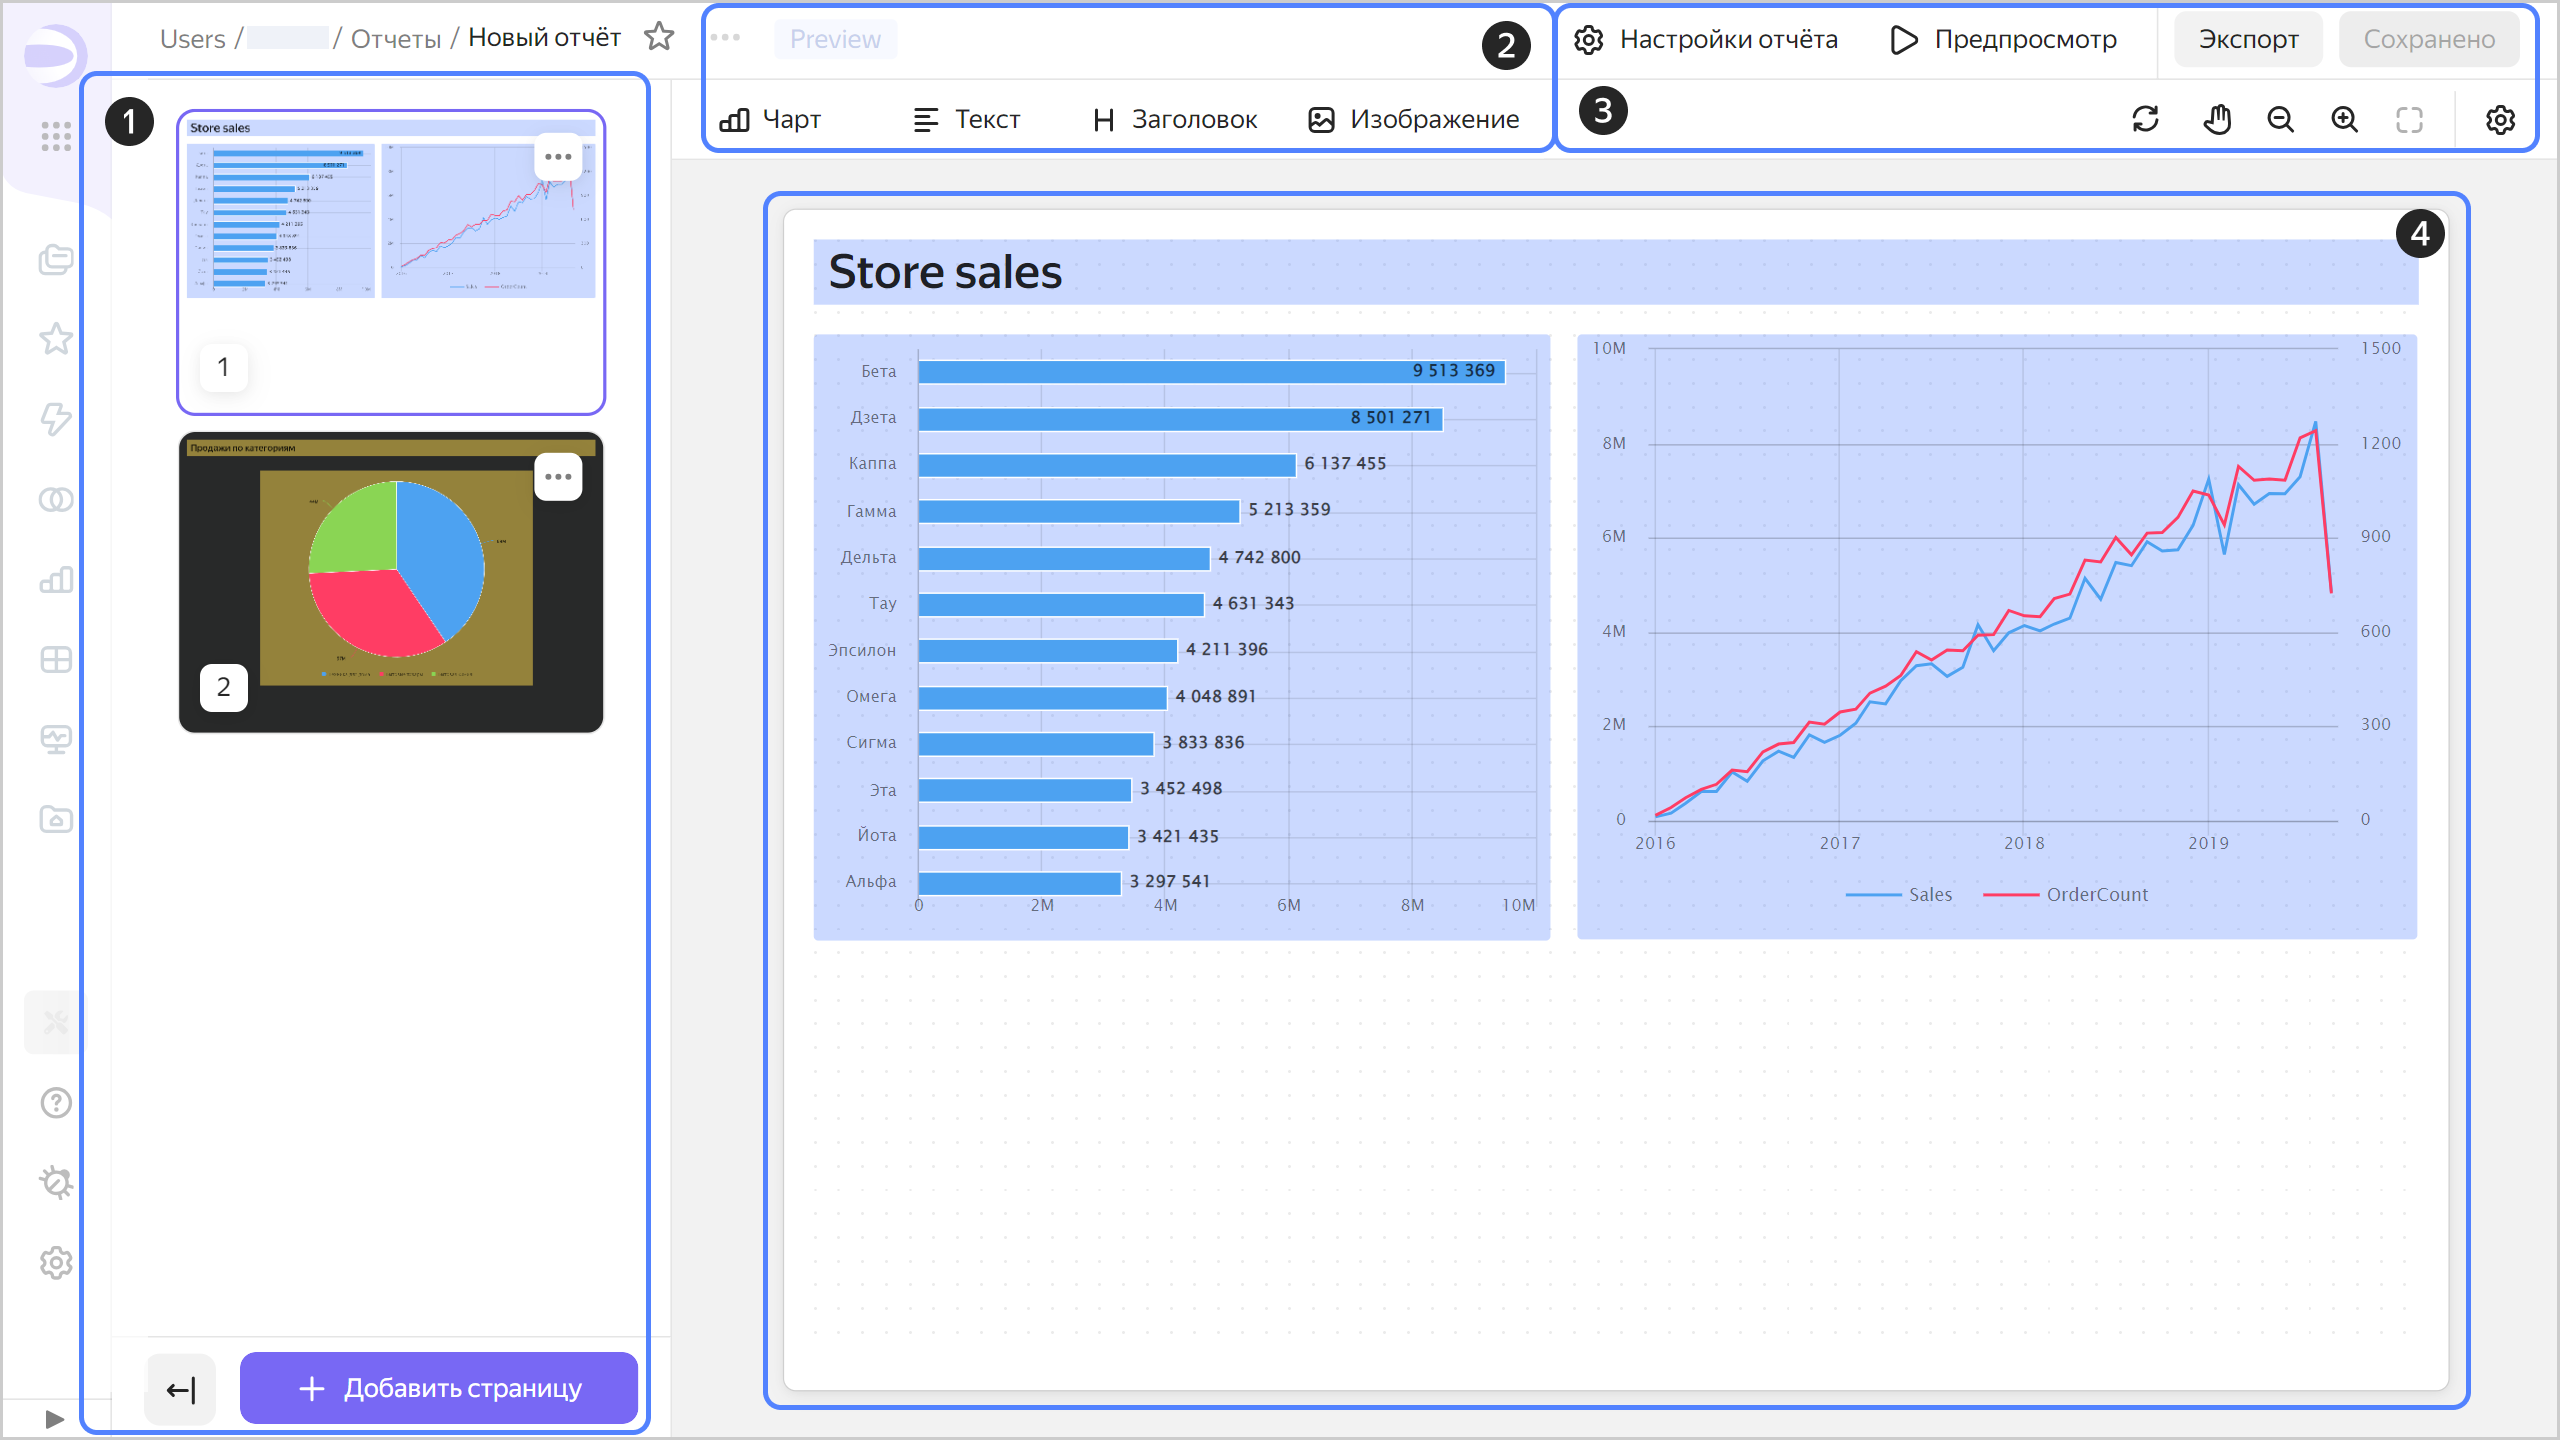 Users / / Отчеты / Новый отчёт
Preview
2
Настройки отчёта
Предпросмотр
Экспорт
Сохранено
1
Чарт
Текст
Заголовок
Изображение
3
Store sales
1
Продажи по категориям
2
Добавить страницу
4
Store sales
Бета 9 513 369
Дзета 8 501 271
Каппа 6 137 455
Гамма 5 213 359
Дельта 4 742 800
Тау 4 631 343
Эпсилон 4 211 396
Омега 4 048 891
Сигма 3 833 836
Эта 3 452 498
Йота 3 421 435
Альфа 3 297 541
0 2M 4M 6M 8M 10M
10M 1500
8M 1200
6M 900
4M 600
2M 300
0 0
2016 2017 2018 2019
Sales OrderCount